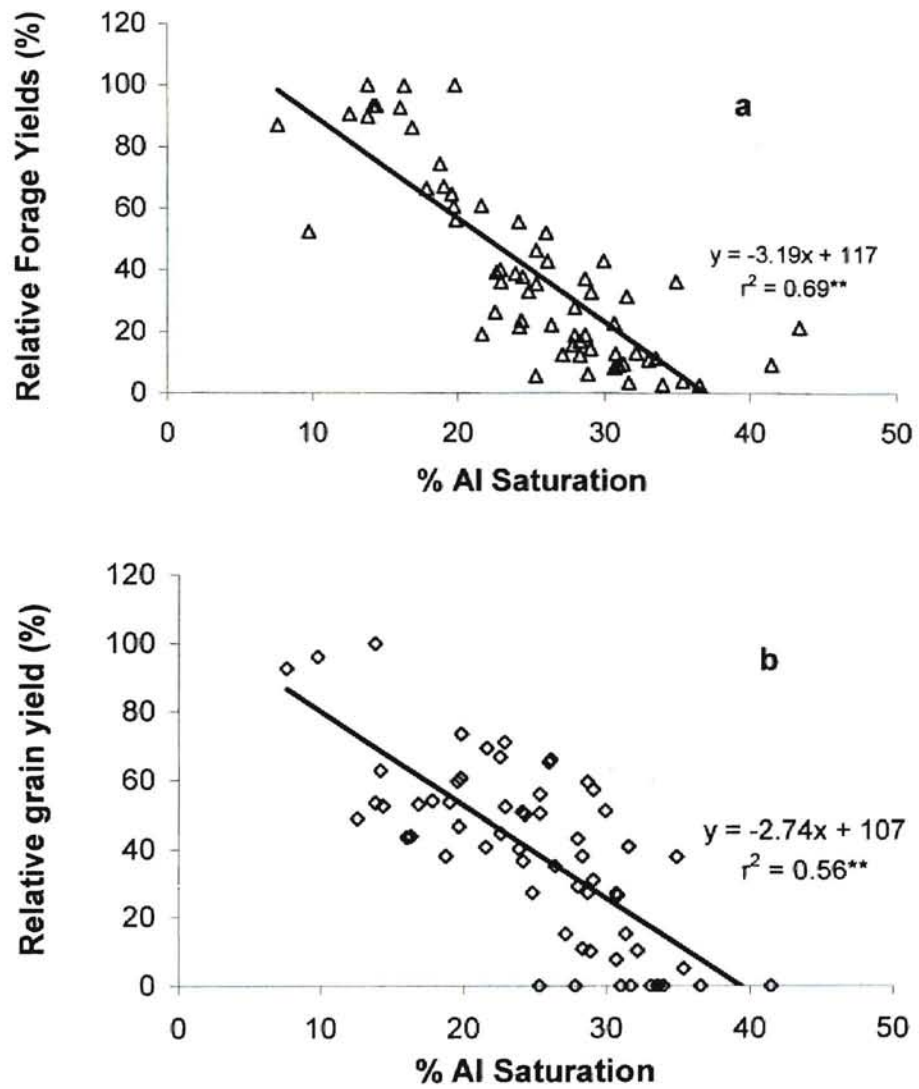 Relative Forage Yields (%)
120
100
80
60
40
20
0
a
y = -3.19x + 117
r² = 0.69**
0 10 20 30 40 50
% Al Saturation
Relative grain yield (%)
120
100
80
60
40
20
0
b
y = -2.74x + 107
r² = 0.56**
0 10 20 30 40 50
% Al Saturation